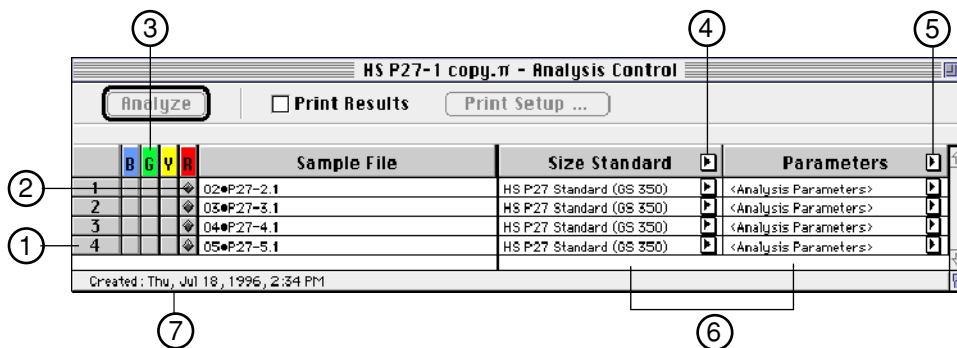 3 4 5
HS P27-1 copy.π - Analysis Control
Analyze Print Results Print Setup ...
B G Y R Sample File Size Standard Parameters
2 1 02•P27-2.1 HS P27 Standard (GS 350) <Analysis Parameters>
2 03•P27-3.1 HS P27 Standard (GS 350) <Analysis Parameters>
3 04•P27-4.1 HS P27 Standard (GS 350) <Analysis Parameters>
1 4 05•P27-5.1 HS P27 Standard (GS 350) <Analysis Parameters>
Created: Thu, Jul 18, 1996, 2:34 PM
7 6